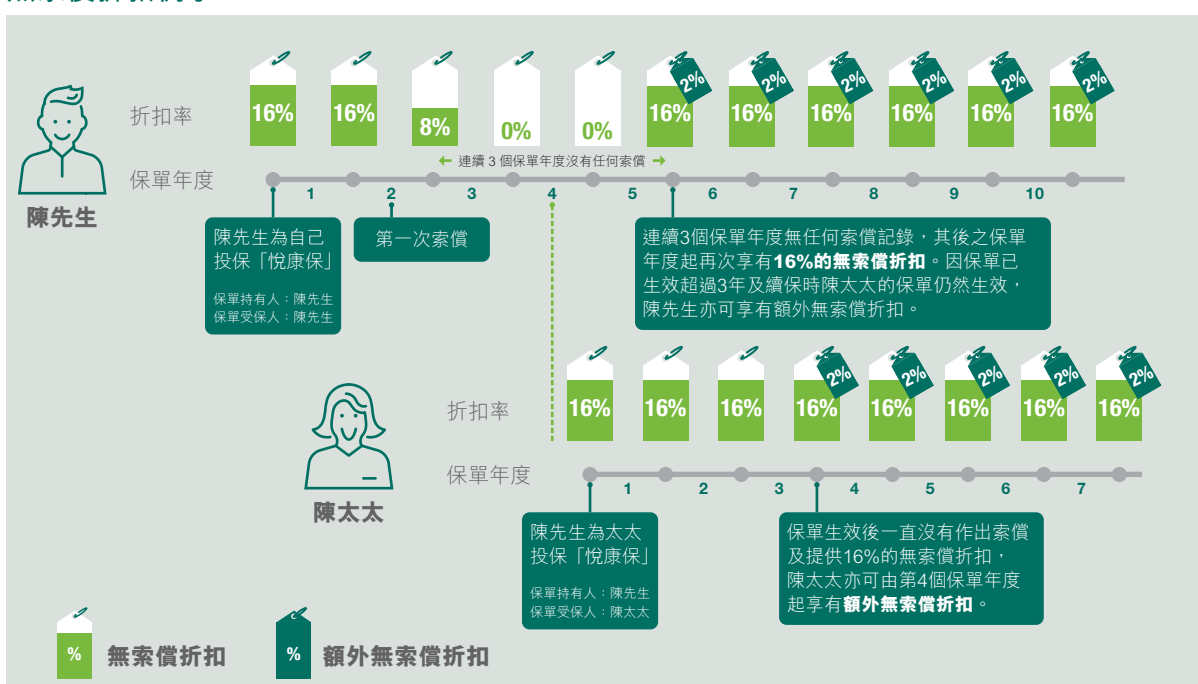 16% 16% 8% 0% 0% 16% 2% 16% 2% 16% 2% 16% 2% 16% 2% 16% 2%
折扣率
← 連續 3 個保單年度沒有任何索償 →
保單年度
1 2 3 4 5 6 7 8 9 10
陳先生
陳先生為自己
投保「悅康保」
保單持有人：陳先生
保單受保人：陳先生
第一次索償
連續3個保單年度無任何索償記錄，其後之保單
年度起再次享有16%的無索償折扣。因保單已
生效超過3年及續保時陳太太的保單仍然生效，
陳先生亦可享有額外無索償折扣。
16% 16% 16% 16% 2% 16% 2% 16% 2% 16% 2% 16% 2%
折扣率
保單年度
1 2 3 4 5 6 7
陳太太
陳先生為太太
投保「悅康保」
保單持有人：陳先生
保單受保人：陳太太
保單生效後一直沒有作出索償
及提供16%的無索償折扣，
陳太太亦可由第4個保單年度
起享有額外無索償折扣。
% 無索償折扣
% 額外無索償折扣